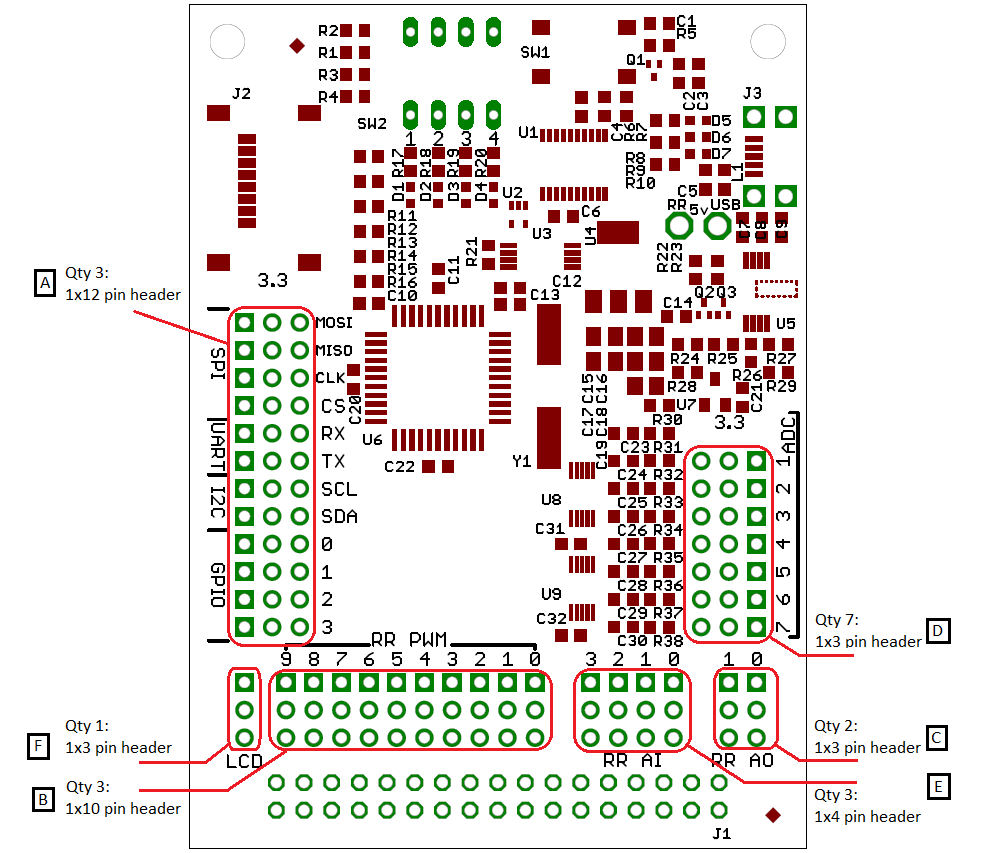 R2
R1
R3
R4
SW1
C1
R5
Q1
J2
SW2
1 2 3 4
C2 C3
J3
U1
C4 R6 R7
D5
D6
D7
R8
R9
R10
L1
R17 R18 R19 R20
D1 D2 D3 D4
U2
C5
RR 5v USB
R11
R12
R13
R14
R15
R16
C10
R21
C11
U3
C6
U4
C12
C13
R22 R23
C7 C8 C9
Q2Q3
C14
U5
A
Qty 3:
1x12 pin header
3.3
SPI
MOSI
MISO
CLK
CS
UART
RX
TX
I2C
SCL
SDA
GPIO
0
1
2
3
C20
U6
C22
Y1
C15 C16
C17 C18
C19
R24 R25 R27
R26
R28 R29
U7
C21
3.3
R30
C23 R31
C24 R32
C25 R33
C26 R34
C27 R35
C28 R36
C29 R37
C30 R38
U8
C31
U9
C32
ADC
1
2
3
4
5
6
7
Qty 7:
1x3 pin header
D
RR PWM
9 8 7 6 5 4 3 2 1 0
3 2 1 0
1 0
F
Qty 1:
1x3 pin header
LCD
RR AI
RR AO
Qty 2:
1x3 pin header
C
B
Qty 3:
1x10 pin header
Qty 3:
1x4 pin header
E
J1